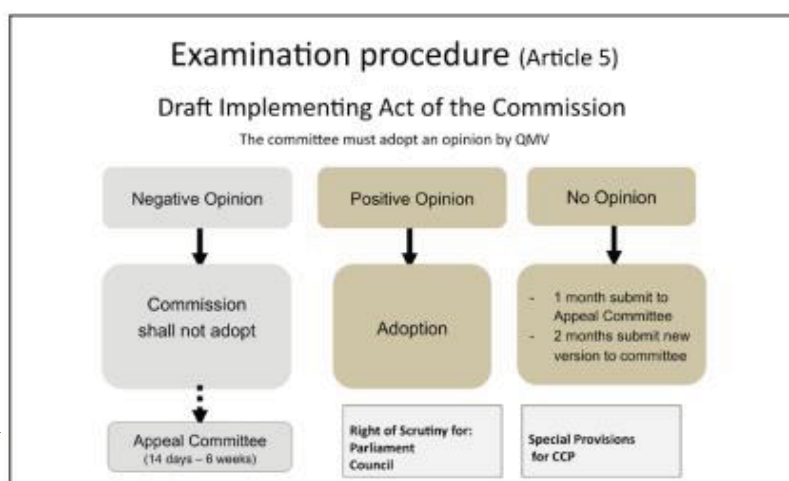 Examination procedure (Article 5)
Draft Implementing Act of the Commission
The committee must adopt an opinion by QMV
Negative Opinion
Positive Opinion
No Opinion
Commission
shall not adopt
Adoption
- 1 month submit to
Appeal Committee
- 2 months submit new
version to committee
Appeal Committee
(14 days – 6 weeks)
Right of Scrutiny for:
Parliament
Council
Special Provisions
for CCP